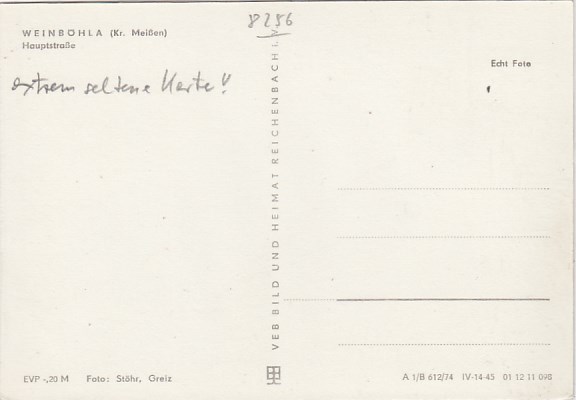 8256
WEINBÖHLA (Kr. Meißen)
Hauptstraße
extrem seltene Karte!!
Echt Foto
VEB BILD UND HEIMAT REICHENBACH I. V.
EVP -,20 M Foto: Stöhr, Greiz
A 1/B 612/74 IV-14-45 01 12 11 098